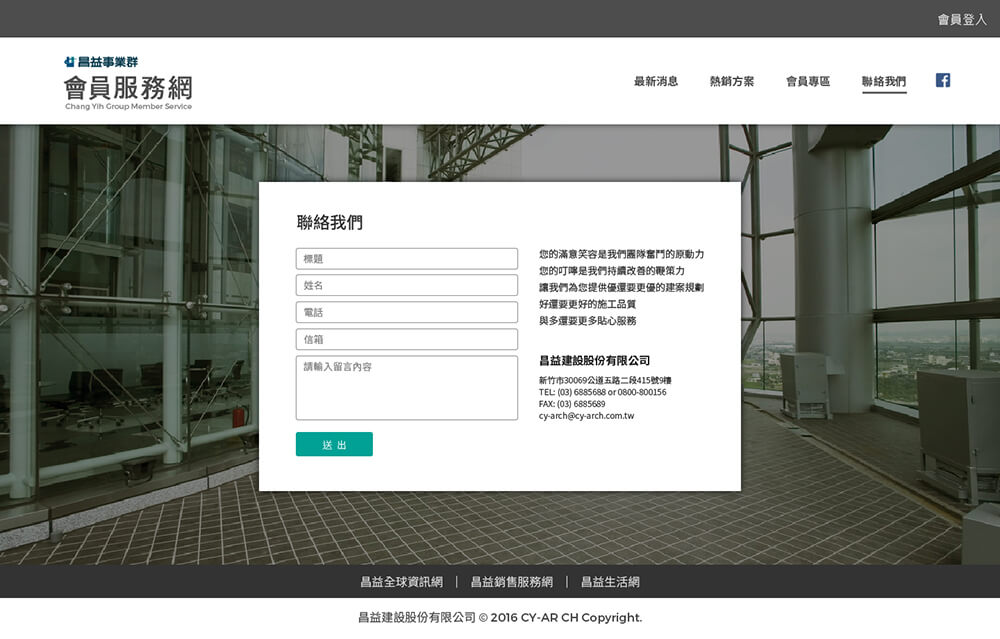 會員登入
昌益事業群
會員服務網
Chang Yih Group Member Service
最新消息 熱銷方案 會員專區 聯絡我們
聯絡我們
標題
姓名
電話
信箱
請輸入留言內容
送出
您的滿意笑容是我們團隊奮鬥的原動力
您的叮嚀是我們持續改善的鞭策力
讓我們為您提供優還要更優的建案規劃
好還要更好的施工品質
與多還要更多貼心服務
昌益建設股份有限公司
新竹市30069公道五路二段415號9樓
TEL: (03) 6885688 or 0800-800156
FAX: (03) 6885689
cy-arch@cy-arch.com.tw
昌益全球資訊網 | 昌益銷售服務網 | 昌益生活網
昌益建設股份有限公司 © 2016 CY-AR CH Copyright.